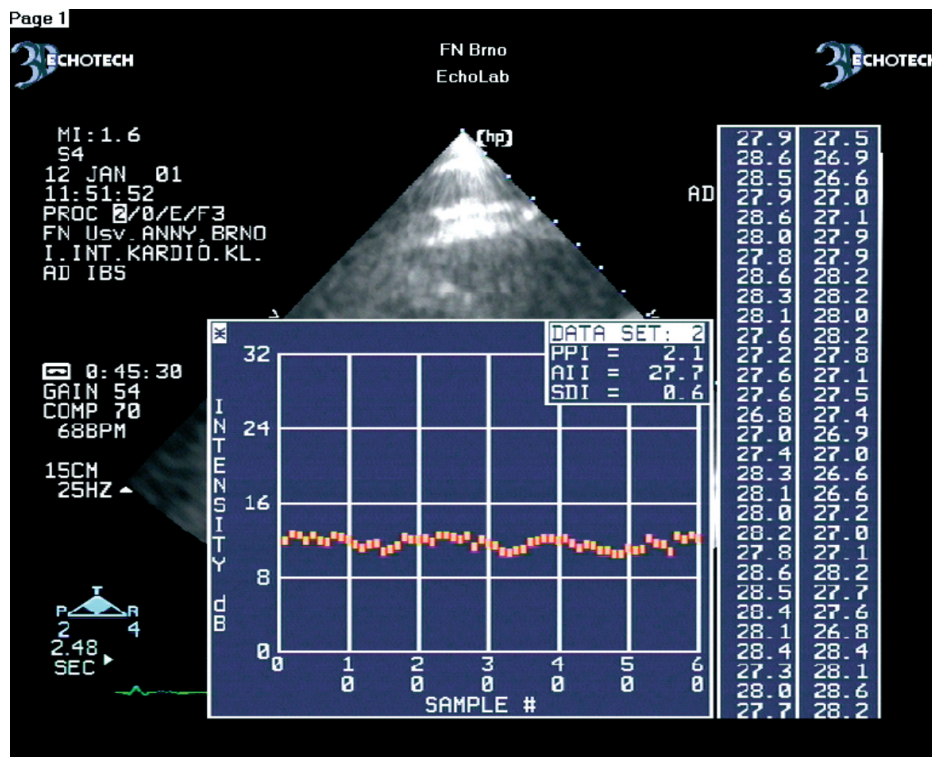 Page 1
3D ECHOTECH
FN Brno
EchoLab
3D ECHOTECH
MI:1.6
S4
12 JAN 01
11:51:52
PROC 2/0/E/F3
FN Usv.ANNY,BRNO
I.INT.KARDIO.KL.
AD IBS
[hp]
AD
0:45:30
GAIN 54
COMP 70
68BPM
15CM
25HZ
T
P R
2 4
2.48
SEC
DATA SET: 2
PPI = 2.1
AII = 27.7
SDI = 0.6
INTENSITY dB
32
24
16
8
0
0 10 20 30 40 50 60
SAMPLE #
27.9 27.5
28.6 26.9
28.5 26.6
27.9 27.0
28.6 27.1
28.0 27.9
27.8 27.9
28.6 28.2
28.3 28.2
28.1 28.0
27.6 28.2
27.2 27.8
27.6 27.1
27.6 27.5
26.8 27.4
27.0 26.9
27.4 27.0
28.3 26.6
28.1 26.6
28.0 27.2
28.2 27.0
27.8 27.1
28.6 28.2
28.5 27.7
28.4 27.6
28.1 26.8
28.4 28.4
27.3 28.1
28.0 28.6
27.7 28.2